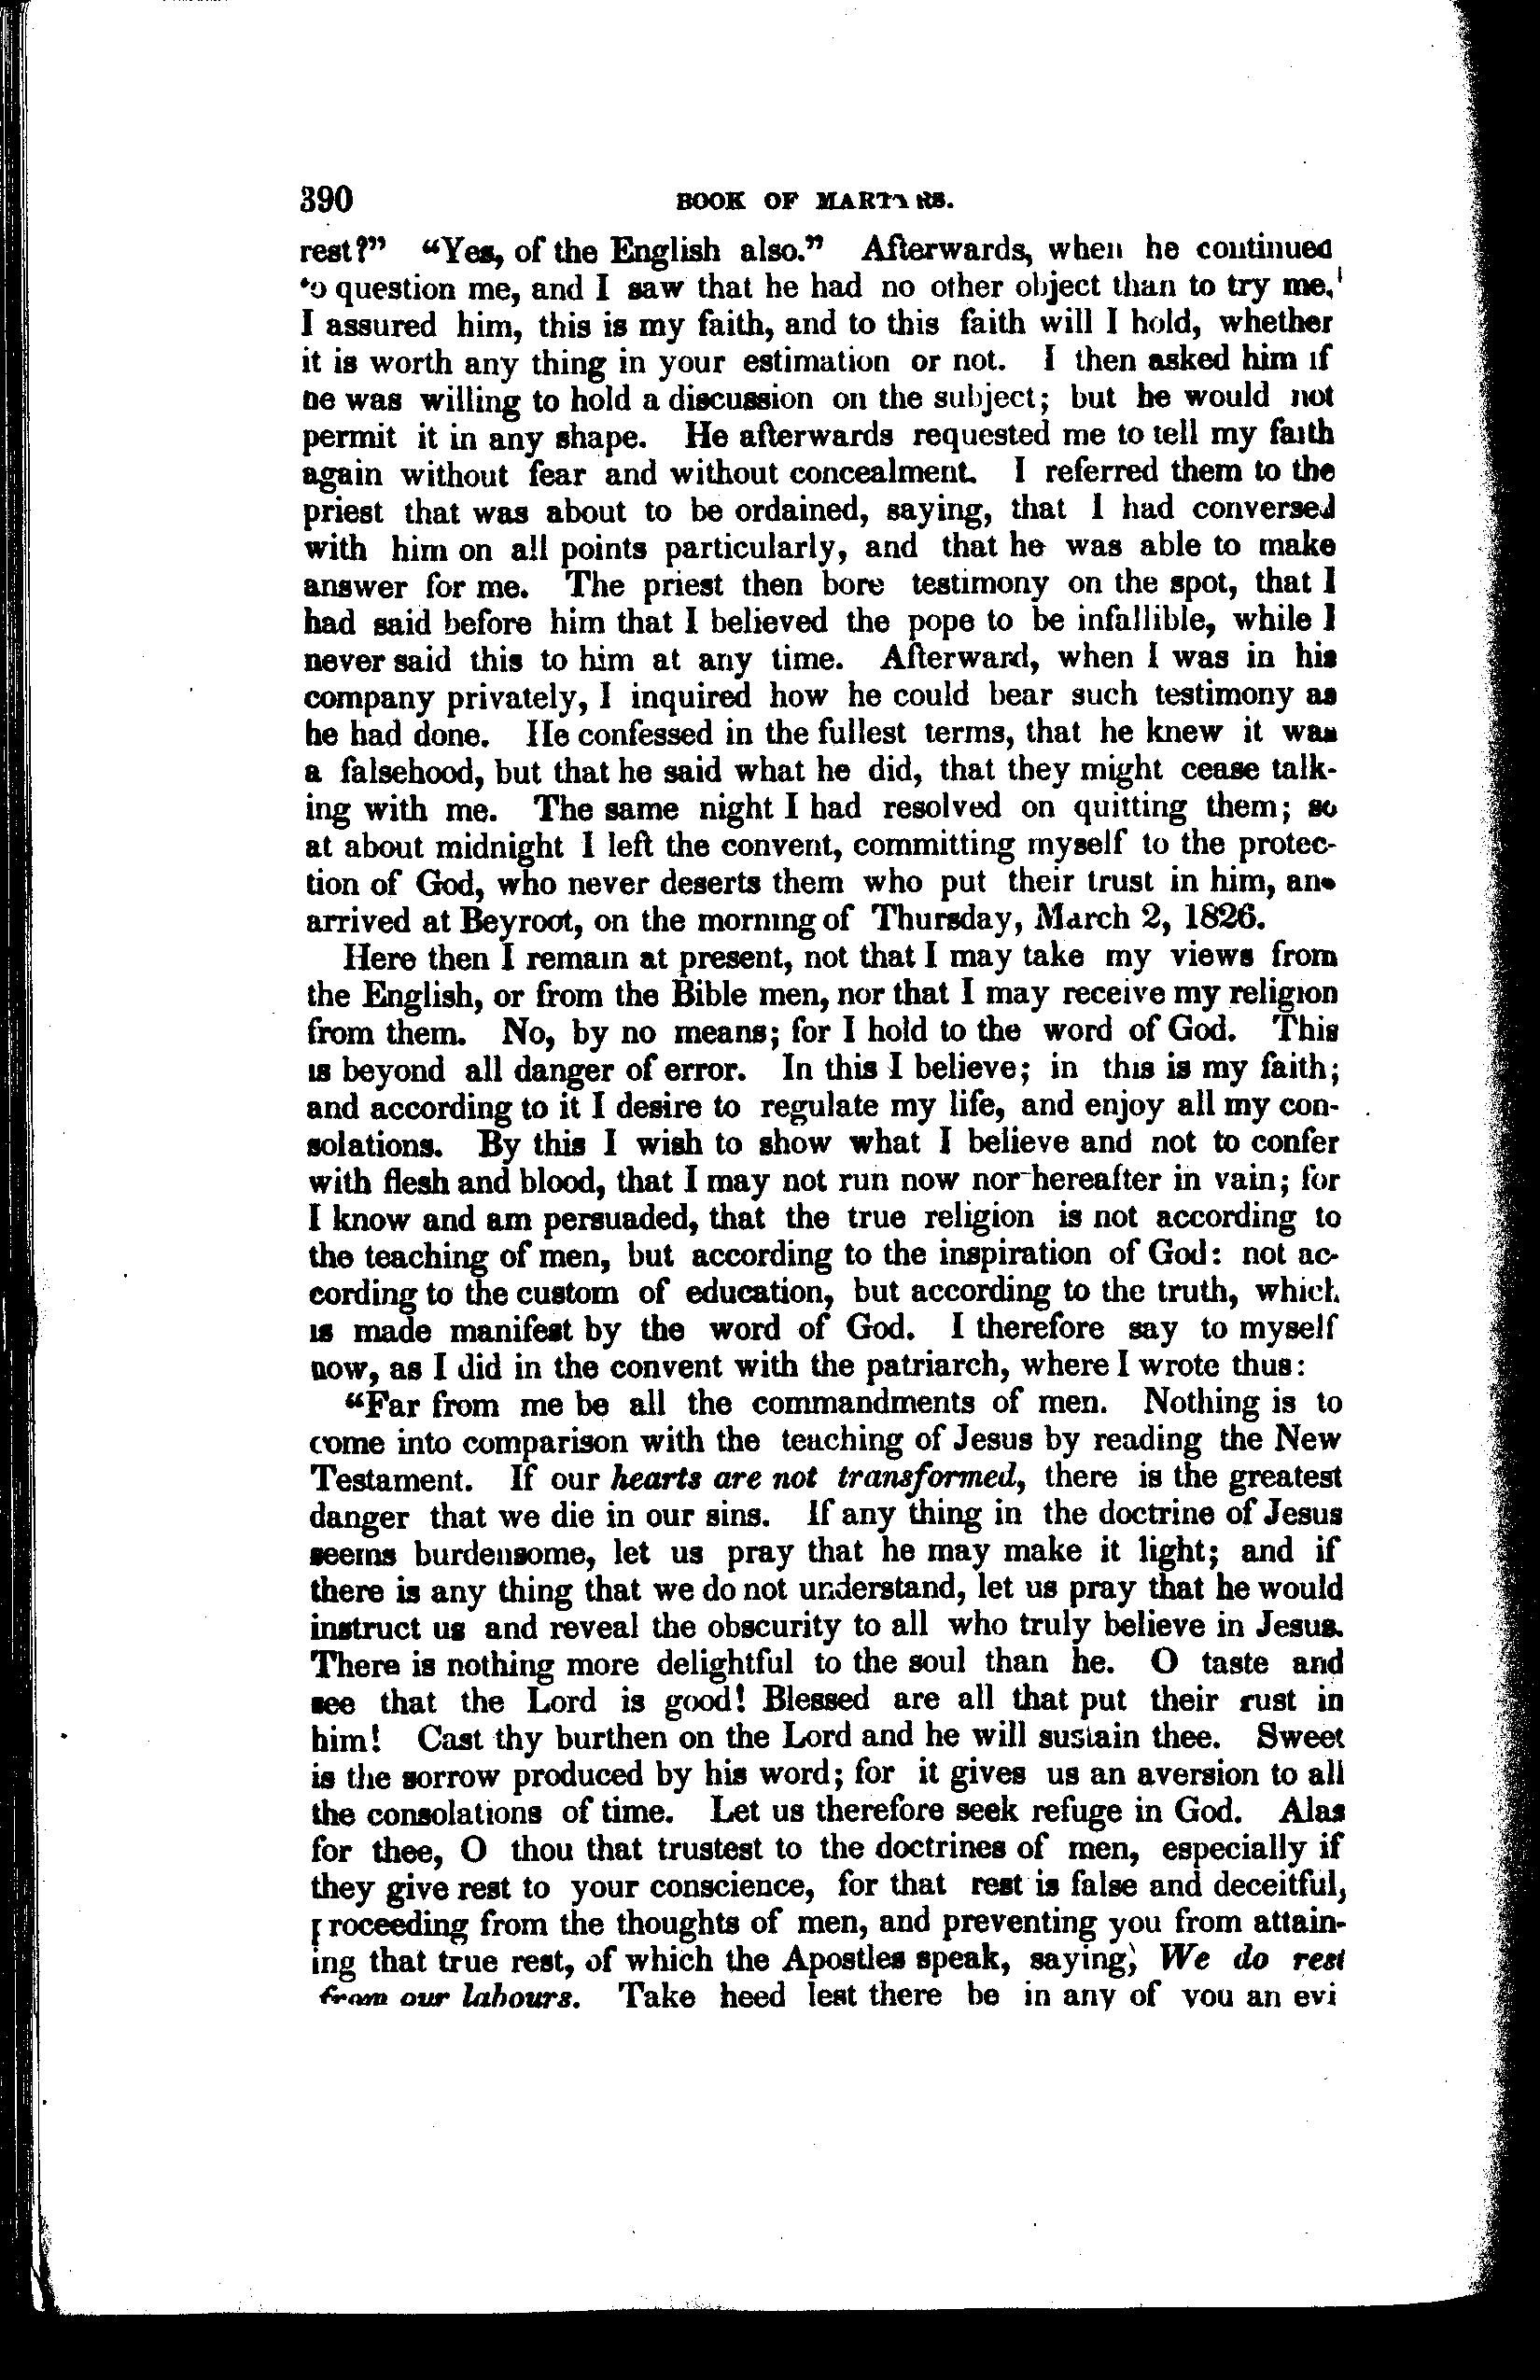 390 BOOK OF MARTYRS.
rest?" "Yes, of the English also." Afterwards, when he continued
to question me, and I saw that he had no other object than to try me,
I assured him, this is my faith, and to this faith will I hold, whether
it is worth any thing in your estimation or not. I then asked him if
he was willing to hold a discussion on the subject; but he would not
permit it in any shape. He afterwards requested me to tell my faith
again without fear and without concealment. I referred them to the
priest that was about to be ordained, saying, that I had conversed
with him on all points particularly, and that he was able to make
answer for me. The priest then bore testimony on the spot, that I
had said before him that I believed the pope to be infallible, while I
never said this to him at any time. Afterward, when I was in his
company privately, I inquired how he could bear such testimony as
he had done. He confessed in the fullest terms, that he knew it was
a falsehood, but that he said what he did, that they might cease talk-
ing with me. The same night I had resolved on quitting them; so
at about midnight I left the convent, committing myself to the protec-
tion of God, who never deserts them who put their trust in him, and
arrived at Beyroot, on the morning of Thursday, March 2, 1826.
Here then I remain at present, not that I may take my views from
the English, or from the Bible men, nor that I may receive my religion
from them. No, by no means; for I hold to the word of God. This
is beyond all danger of error. In this I believe; in this is my faith;
and according to it I desire to regulate my life, and enjoy all my con-
solations. By this I wish to show what I believe and not to confer
with flesh and blood, that I may not run now nor hereafter in vain; for
I know and am persuaded, that the true religion is not according to
the teaching of men, but according to the inspiration of God: not ac-
cording to the custom of education, but according to the truth, which
is made manifest by the word of God. I therefore say to myself
now, as I did in the convent with the patriarch, where I wrote thus:
"Far from me be all the commandments of men. Nothing is to
come into comparison with the teaching of Jesus by reading the New
Testament. If our hearts are not transformed, there is the greatest
danger that we die in our sins. If any thing in the doctrine of Jesus
seems burdensome, let us pray that he may make it light; and if
there is any thing that we do not understand, let us pray that he would
instruct us and reveal the obscurity to all who truly believe in Jesus.
There is nothing more delightful to the soul than he. O taste and
see that the Lord is good! Blessed are all that put their rust in
him! Cast thy burthen on the Lord and he will sustain thee. Sweet
is the sorrow produced by his word; for it gives us an aversion to all
the consolations of time. Let us therefore seek refuge in God. Alas
for thee, O thou that trustest to the doctrines of men, especially if
they give rest to your conscience, for that rest is false and deceitful,
proceeding from the thoughts of men, and preventing you from attain-
ing that true rest, of which the Apostles speak, saying, We do rest
from our labours. Take heed lest there be in any of you an evi